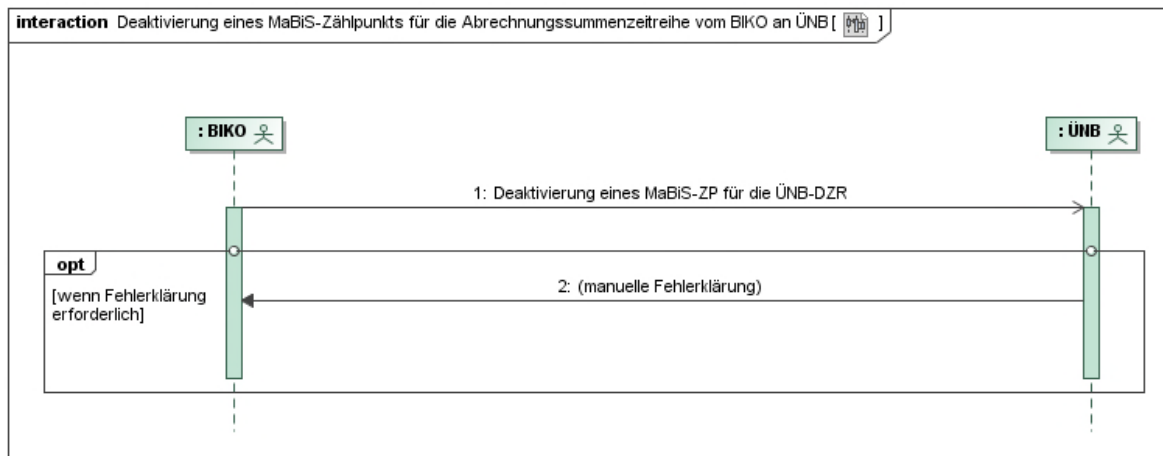 interaction Deaktivierung eines MaBiS-Zählpunkts für die Abrechnungssummenzeitreihe vom BIKO an ÜNB [ ]
: BIKO
: ÜNB
1: Deaktivierung eines MaBiS-ZP für die ÜNB-DZR
opt
[wenn Fehlerklärung
erforderlich]
2: (manuelle Fehlerklärung)